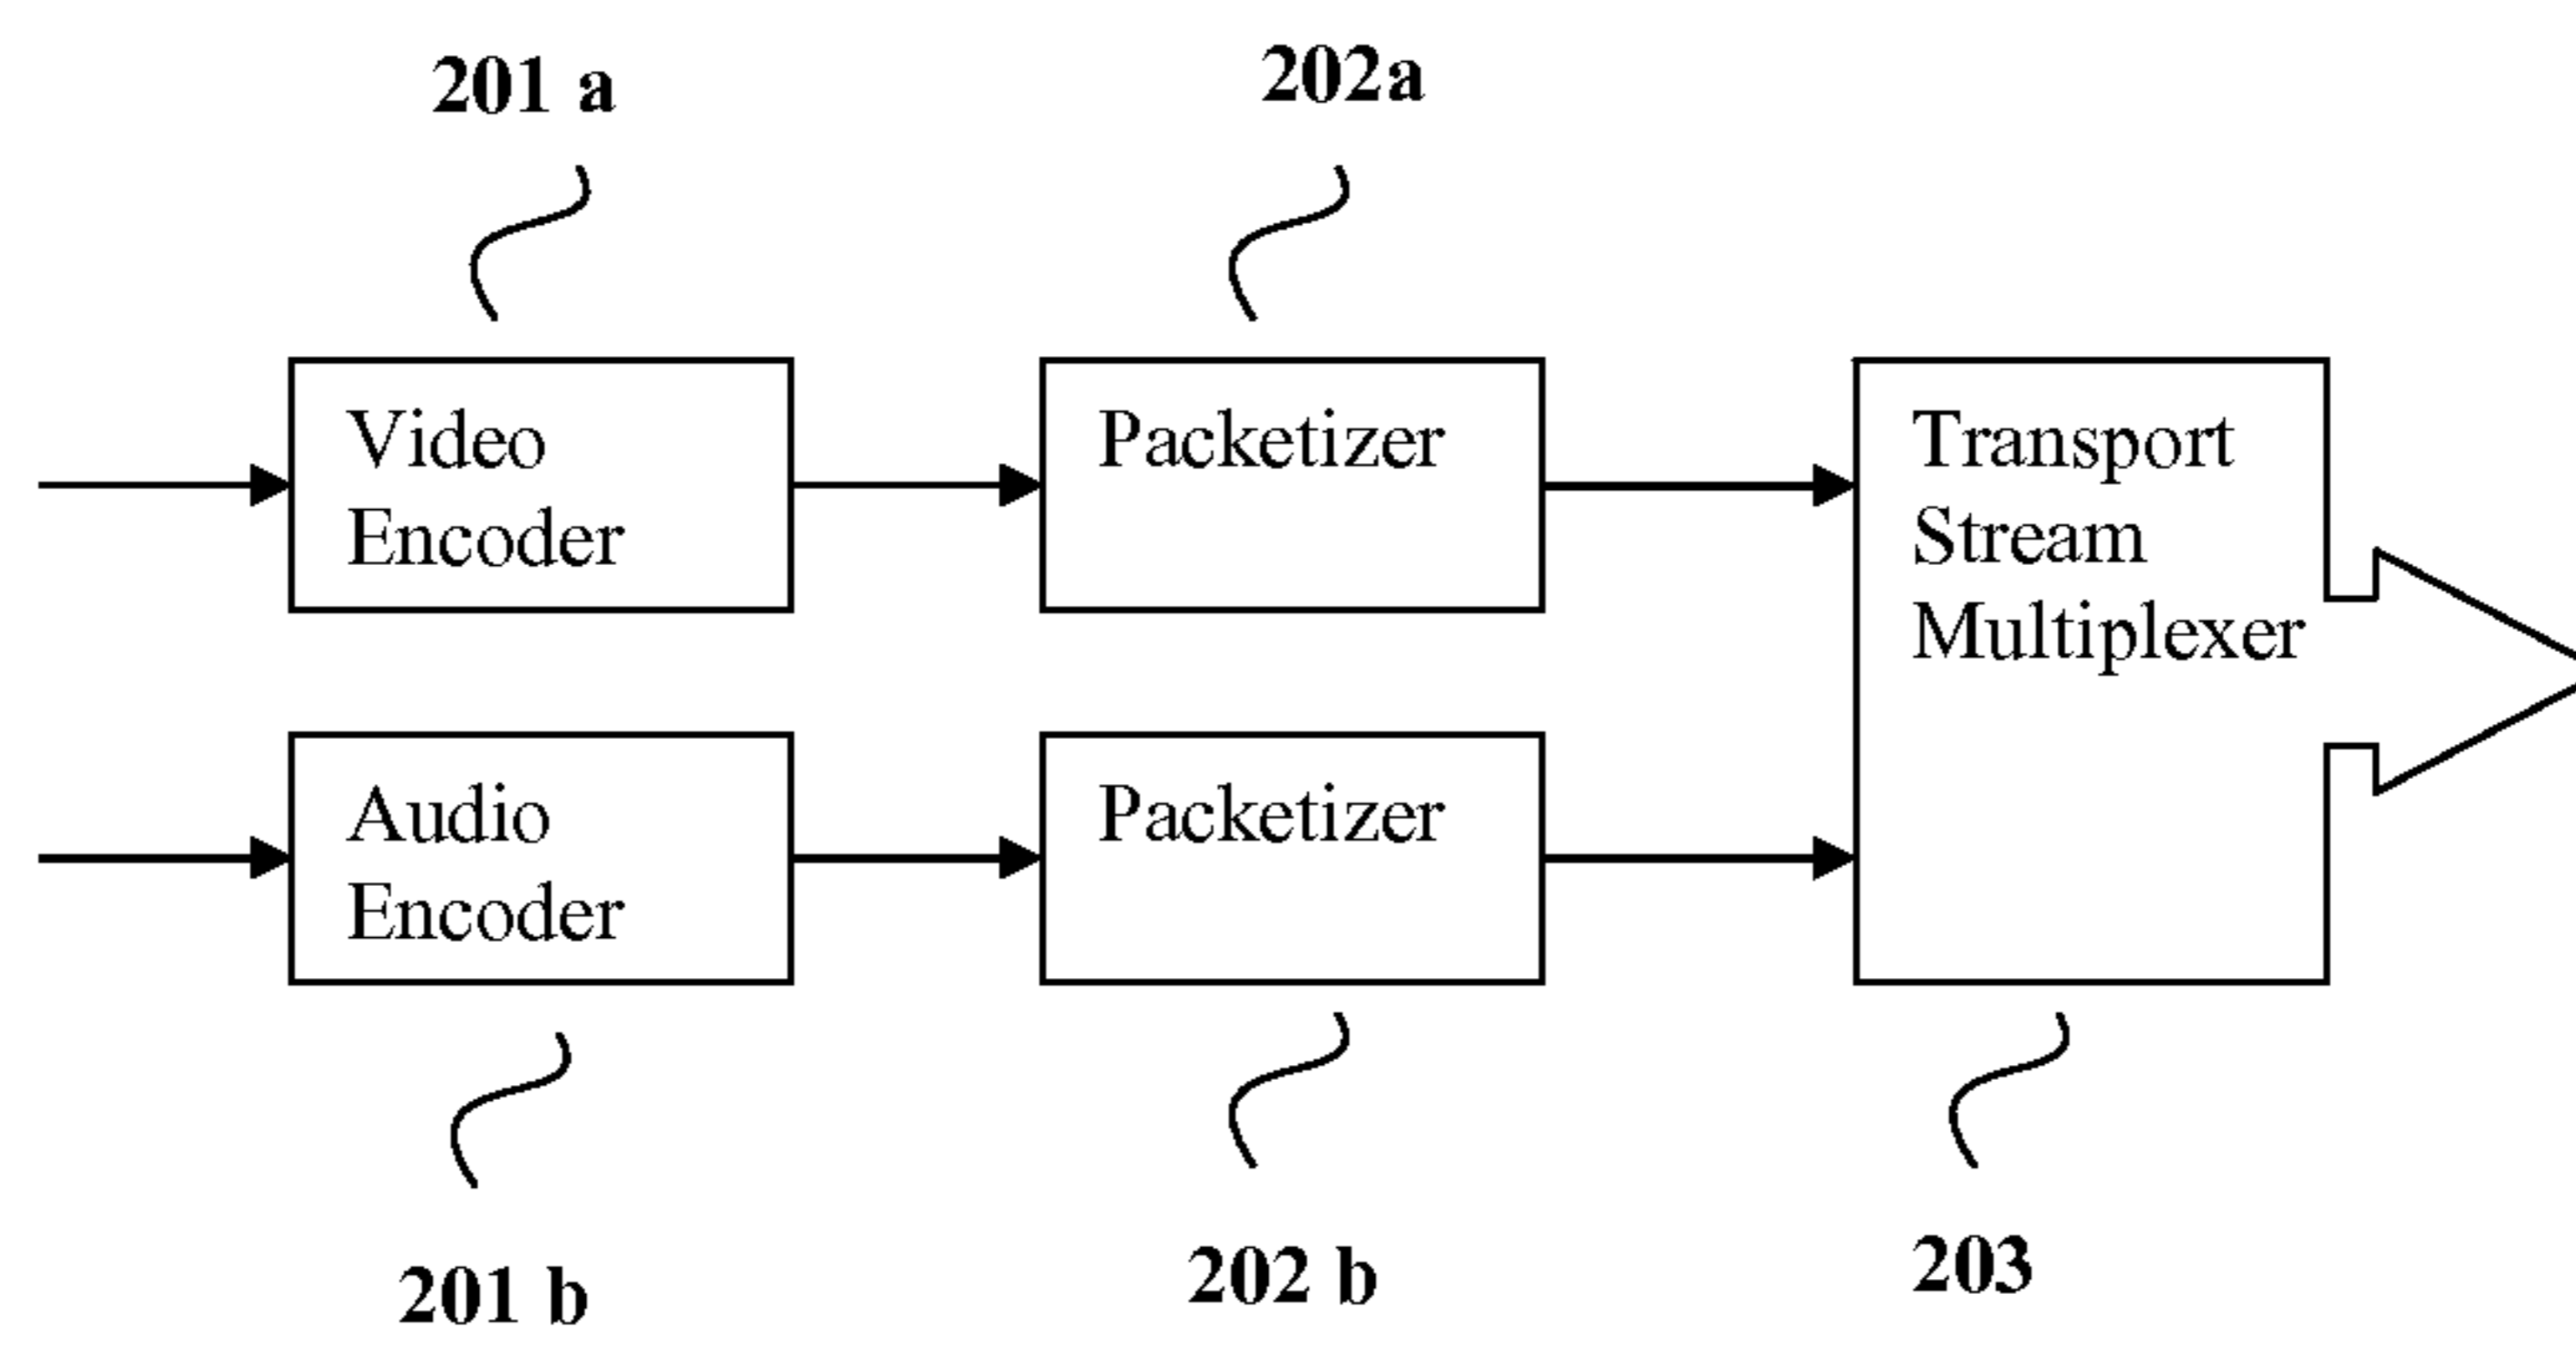 201 a
202a
Video
Encoder
Packetizer
Transport
Stream
Multiplexer
Audio
Encoder
Packetizer
201 b
202 b
203